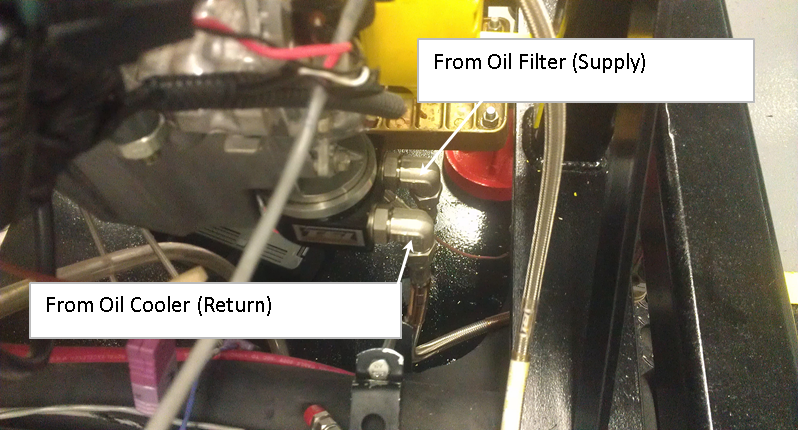 From Oil Filter (Supply)
From Oil Cooler (Return)